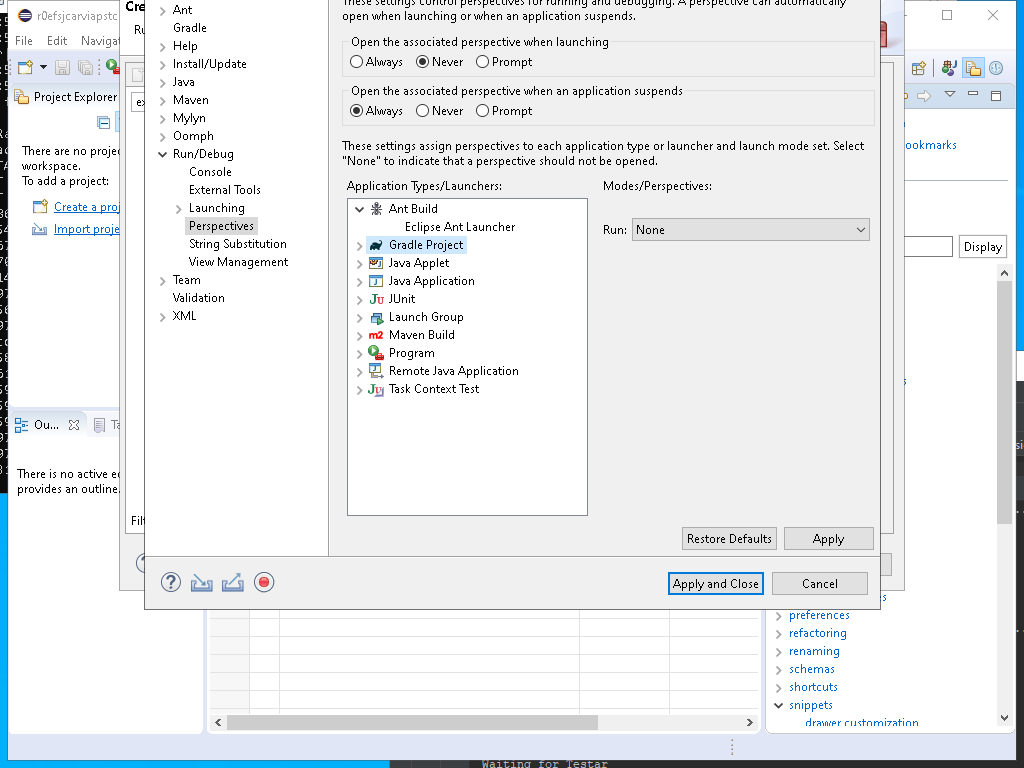 r0efsjcarviapstc
Cre
File Edit Navigat
Ru
Project Explorer
There are no projec
workspace.
To add a project:
Create a proj
Import proje
Ou...
Ta
There is no active ed
provides an outline.
ex
Filt
Ant
Gradle
Help
Install/Update
Java
Maven
Mylyn
Oomph
Run/Debug
Console
External Tools
Launching
Perspectives
String Substitution
View Management
Team
Validation
XML
These settings control perspectives for running and debugging. A perspective can automatically
open when launching or when an application suspends.
Open the associated perspective when launching
Always Never Prompt
Open the associated perspective when an application suspends
Always Never Prompt
These settings assign perspectives to each application type or launcher and launch mode set. Select
"None" to indicate that a perspective should not be opened.
Application Types/Launchers:
Modes/Perspectives:
Ant Build
Eclipse Ant Launcher
Gradle Project
Java Applet
Java Application
JUnit
Launch Group
Maven Build
Program
Remote Java Application
Task Context Test
Run: None
Restore Defaults
Apply
Apply and Close
Cancel
ookmarks
Display
es
preferences
refactoring
renaming
schemas
shortcuts
snippets
drawer customization
Waiting for Testar